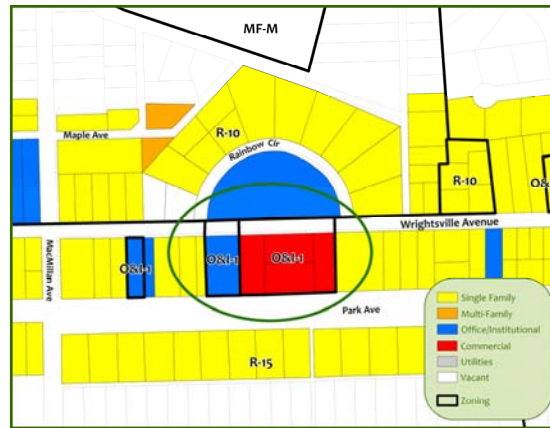 MF-M
Maple Ave
R-10
Rainbow Cir
R-10
O&I-
Wrightsville Avenue
MacMillan Ave
O&I-1
O&I-1
O&I-1
Park Ave
R-15
Single Family
Multi-Family
Office/Institutional
Commercial
Utilities
Vacant
Zoning